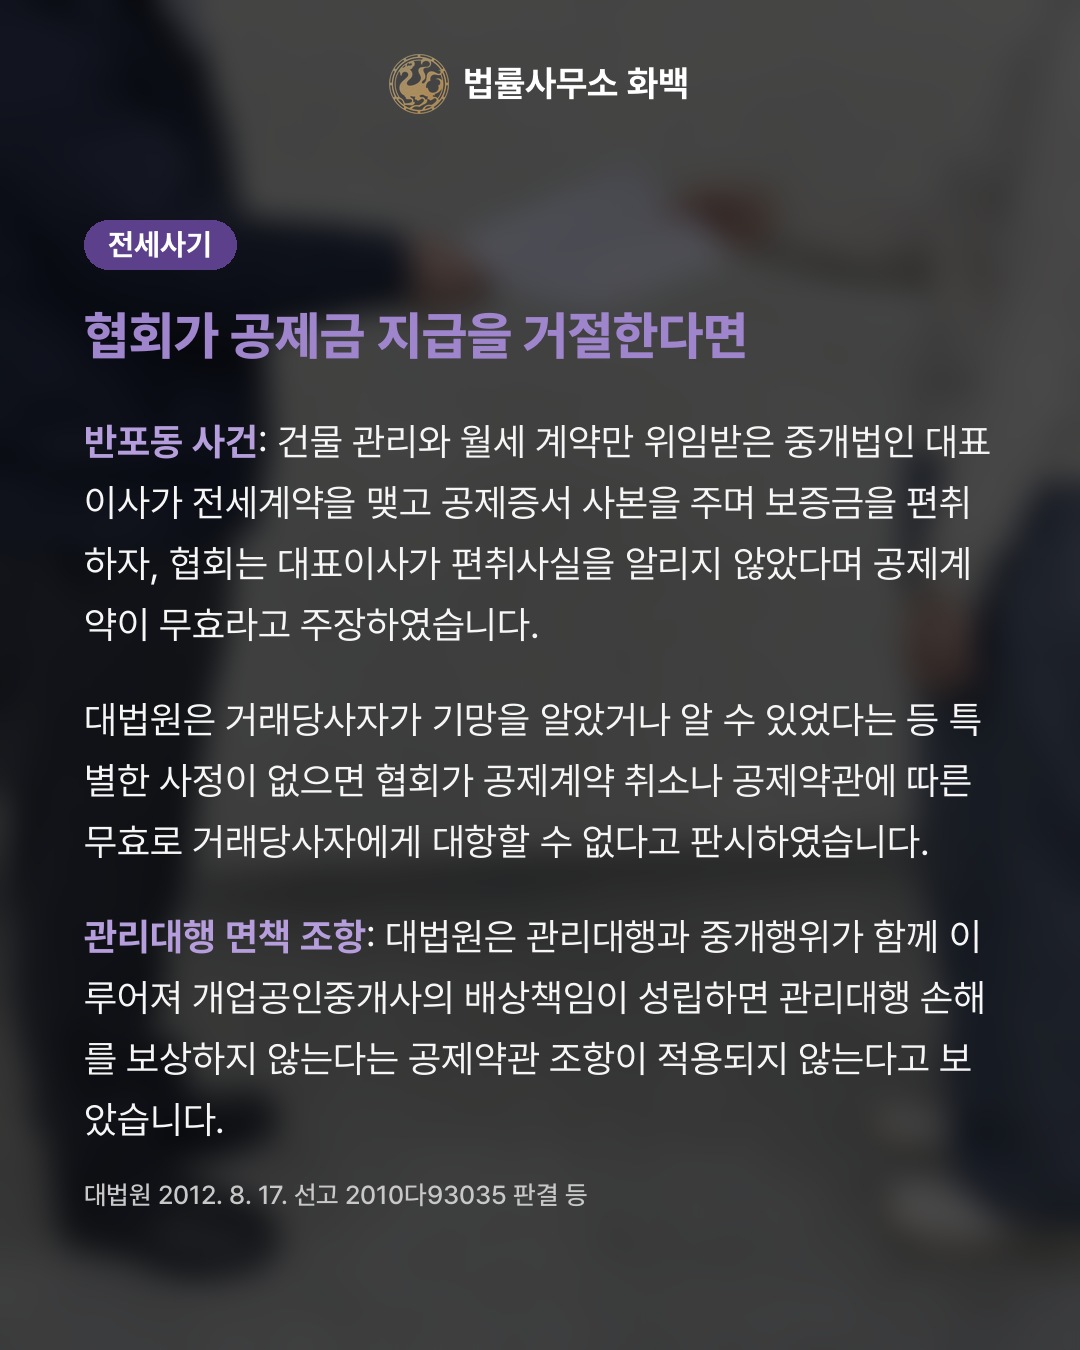 법률사무소 화백
전세사기
협회가 공제금 지급을 거절한다면
반포동 사건: 건물 관리와 월세 계약만 위임받은 중개법인 대표
이사가 전세계약을 맺고 공제증서 사본을 주며 보증금을 편취
하자, 협회는 대표이사가 편취사실을 알리지 않았다며 공제계
약이 무효라고 주장하였습니다.
대법원은 거래당사자가 기망을 알았거나 알 수 있었다는 등 특
별한 사정이 없으면 협회가 공제계약 취소나 공제약관에 따른
무효로 거래당사자에게 대항할 수 없다고 판시하였습니다.
관리대행 면책 조항: 대법원은 관리대행과 중개행위가 함께 이
루어져 개업공인중개사의 배상책임이 성립하면 관리대행 손해
를 보상하지 않는다는 공제약관 조항이 적용되지 않는다고 보
았습니다.
대법원 2012. 8. 17. 선고 2010다93035 판결 등